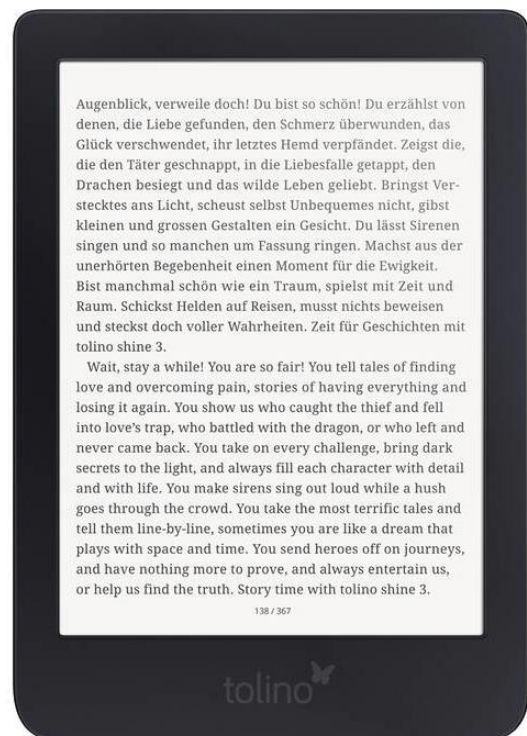 Augenblick, verweile doch! Du bist so schön! Du erzählst von
denen, die Liebe gefunden, den Schmerz überwunden, das
Glück verschwendet, ihr letztes Hemd verpfändet. Zeigst die,
die den Täter geschnappt, in die Liebesfalle getappt, den
Drachen besiegt und das wilde Leben geliebt. Bringst Ver-
stecktes ans Licht, scheust selbst Unbequemes nicht, gibst
kleinen und grossen Gestalten ein Gesicht. Du lässt Sirenen
singen und so manchen um Fassung ringen. Machst aus der
unerhörten Begebenheit einen Moment für die Ewigkeit.
Bist manchmal schön wie ein Traum, spielst mit Zeit und
Raum. Schickst Helden auf Reisen, musst nichts beweisen
und steckst doch voller Wahrheiten. Zeit für Geschichten mit
tolino shine 3.
Wait, stay a while! You are so fair! You tell tales of finding
love and overcoming pain, stories of having everything and
losing it again. You show us who caught the thief and fell
into love’s trap, who battled with the dragon, or who left and
never came back. You take on every challenge, bring dark
secrets to the light, and always fill each character with detail
and with life. You make sirens sing out loud while a hush
goes through the crowd. You take the most terrific tales and
tell them line-by-line, sometimes you are like a dream that
plays with space and time. You send heroes off on journeys,
and have nothing more to prove, and always entertain us,
or help us find the truth. Story time with tolino shine 3.
138 / 367
tolino